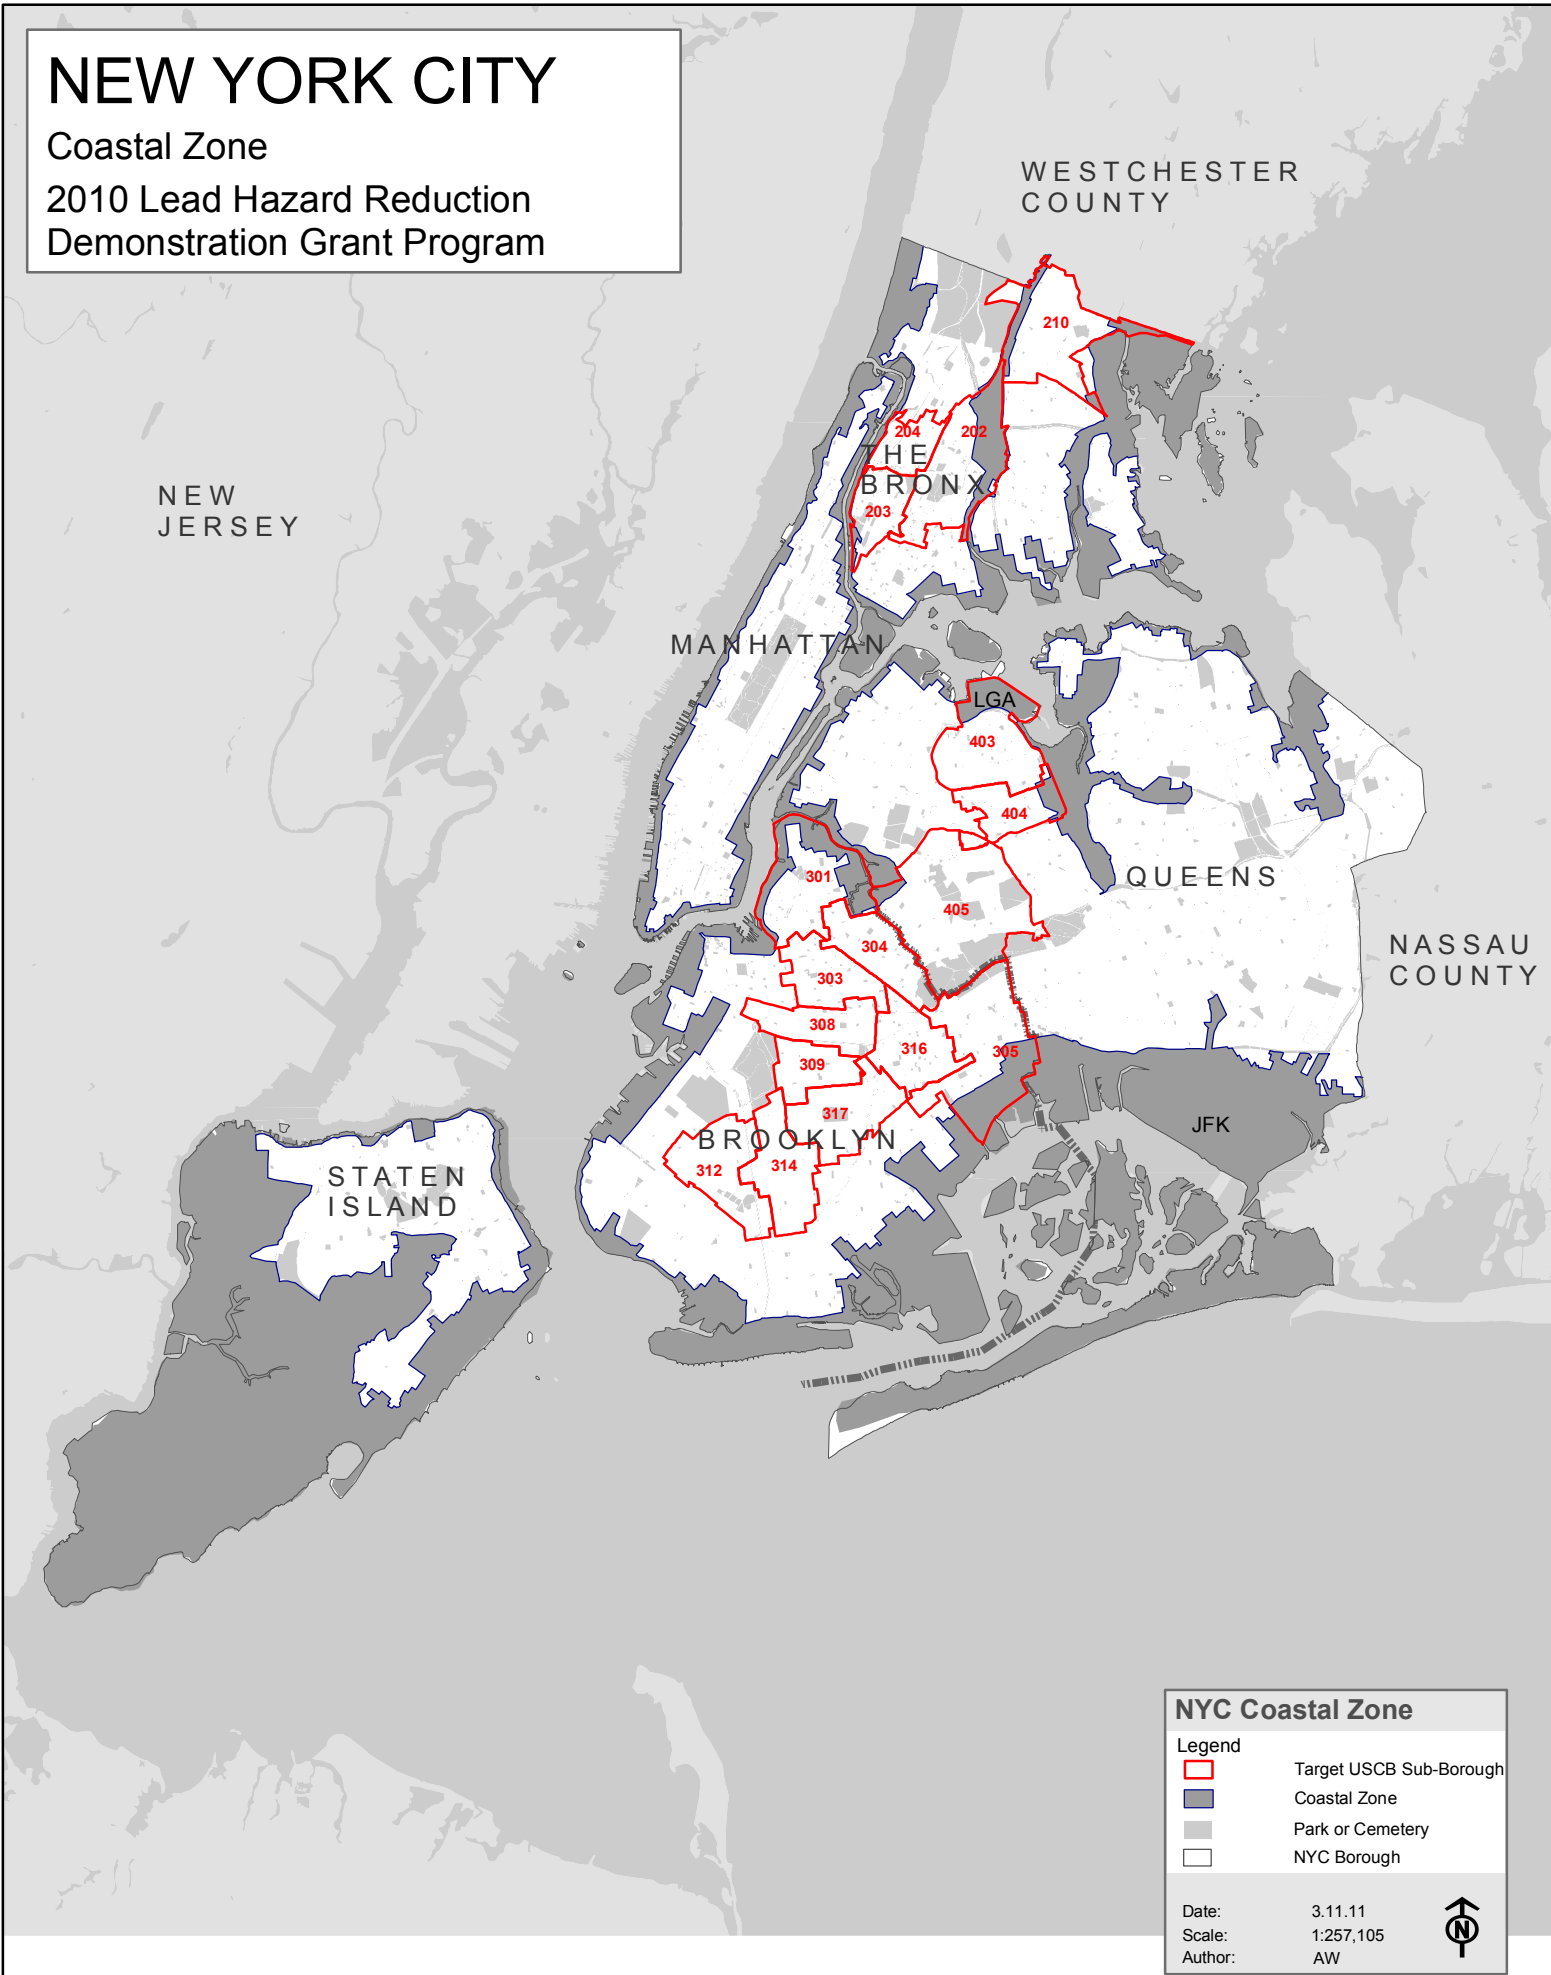 NEW YORK CITY
Coastal Zone
2010 Lead Hazard Reduction
Demonstration Grant Program
WESTCHESTER
COUNTY
210
204
202
THE
BRONX
203
NEW
JERSEY
MANHATTAN
LGA
403
404
301
QUEENS
405
304
NASSAU
COUNTY
303
308
316
305
309
317
JFK
BROOKLYN
312
314
STATEN
ISLAND
NYC Coastal Zone
Legend
Target USCB Sub-Borough
Coastal Zone
Park or Cemetery
NYC Borough
Date: 3.11.11
Scale: 1:257,105
Author: AW
N